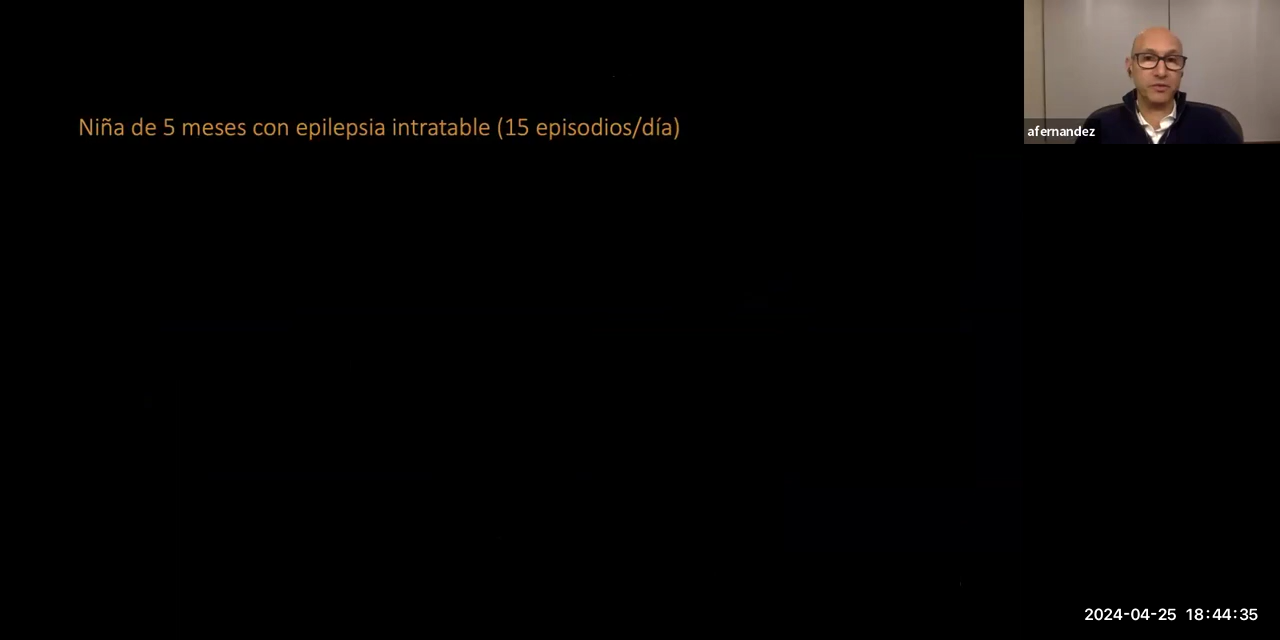 Niña de 5 meses con epilepsia intratable (15 episodios/día)
afernandez
2024-04-25 18:44:35